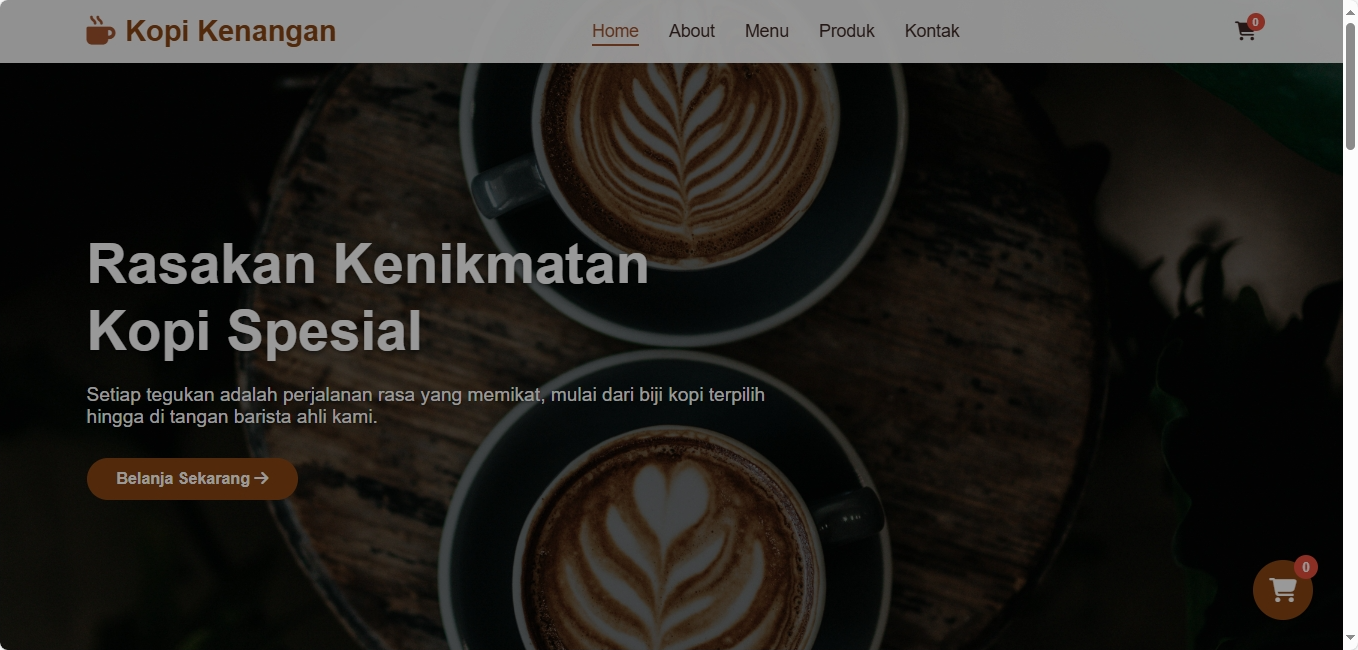 Kopi Kenangan
Home About Menu Produk Kontak
0
Rasakan Kenikmatan
Kopi Spesial
Setiap tegukan adalah perjalanan rasa yang memikat, mulai dari biji kopi terpilih
hingga di tangan barista ahli kami.
Belanja Sekarang
0